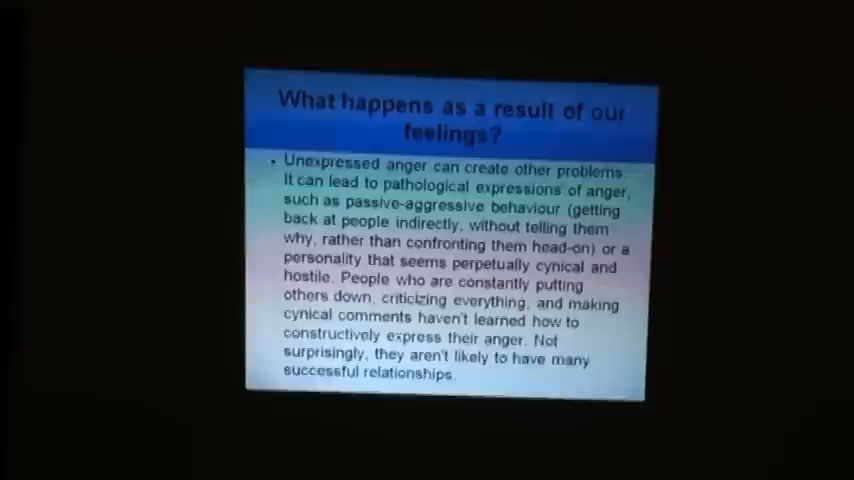 What happens as a result of our
feelings?
• Unexpressed anger can create other problems.
It can lead to pathological expressions of anger,
such as passive-aggressive behaviour (getting
back at people indirectly, without telling them
why, rather than confronting them head-on) or a
personality that seems perpetually cynical and
hostile. People who are constantly putting
others down, criticizing everything, and making
cynical comments haven't learned how to
constructively express their anger. Not
surprisingly, they aren't likely to have many
successful relationships.